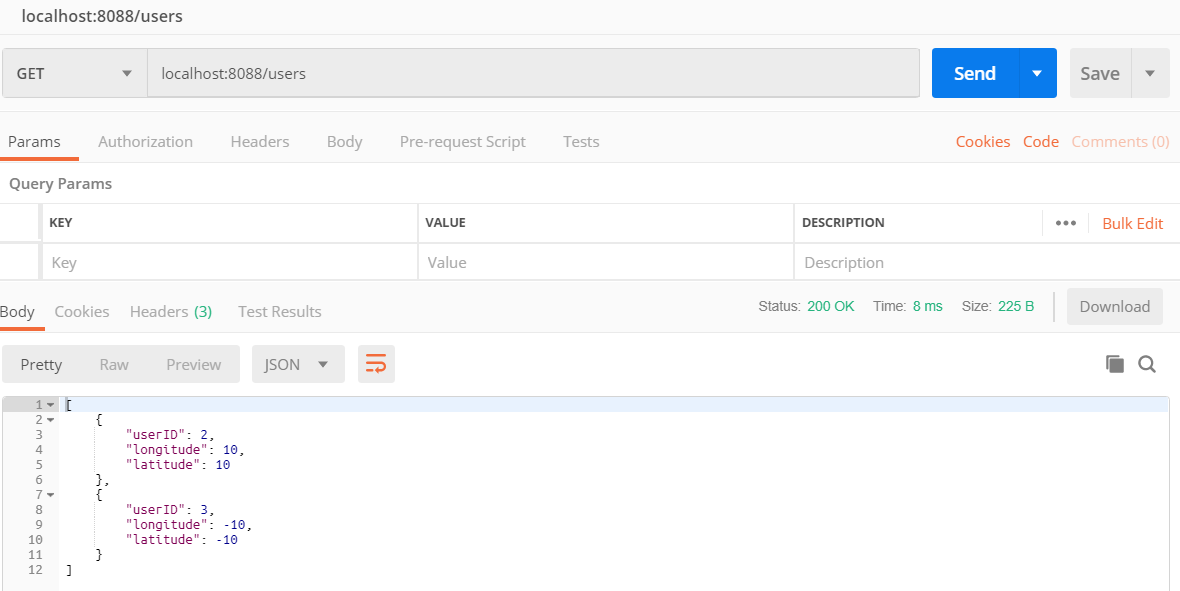 localhost:8088/users
GET localhost:8088/users Send Save
Params Authorization Headers Body Pre-request Script Tests Cookies Code Comments (0)
Query Params
KEY VALUE DESCRIPTION ••• Bulk Edit
Key Value Description
Body Cookies Headers (3) Test Results Status: 200 OK Time: 8 ms Size: 225 B Download
Pretty Raw Preview JSON
1 [
2 {
3 "userID": 2,
4 "longitude": 10,
5 "latitude": 10
6 },
7 {
8 "userID": 3,
9 "longitude": -10,
10 "latitude": -10
11 }
12 ]